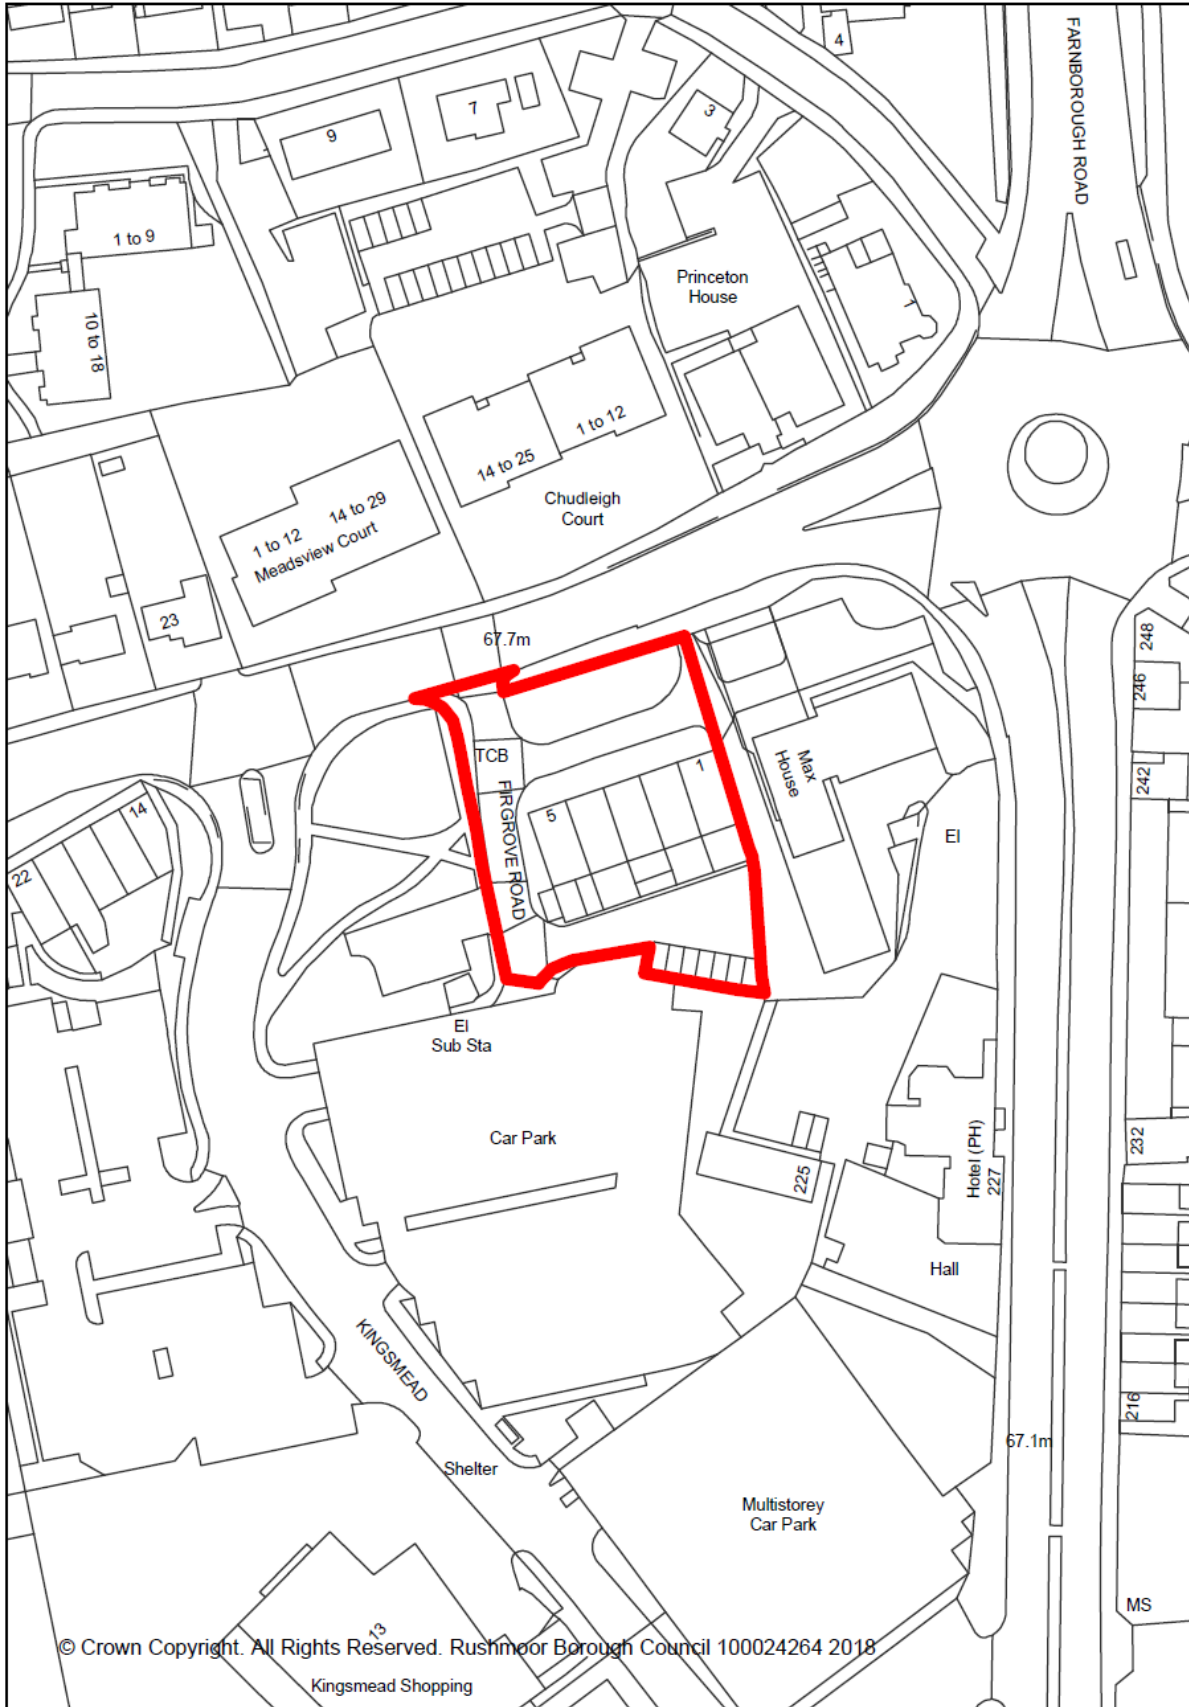 4
FARNBOROUGH ROAD
7
3
9
1 to 9
Princeton
House
1
10 to 18
1 to 12
14 to 25
Chudleigh
Court
14 to 29
1 to 12
Meadsview Court
23
67.7m
248
246
TCB
1
Max
House
242
14
5
FIRGROVE ROAD
El
22
El
Sub Sta
Car Park
232
Hotel (PH)
227
225
Hall
KINGSMEAD
216
67.1m
Shelter
Multistorey
Car Park
MS
13
© Crown Copyright. All Rights Reserved. Rushmoor Borough Council 100024264 2018
Kingsmead Shopping